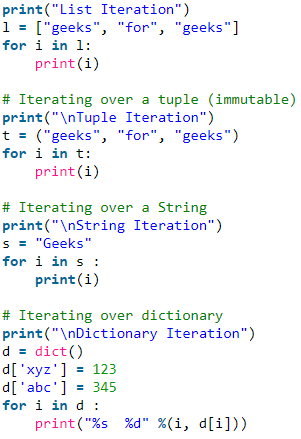 print("List Iteration")
l = ["geeks", "for", "geeks"]
for i in l:
    print(i)

# Iterating over a tuple (immutable)
print("\nTuple Iteration")
t = ("geeks", "for", "geeks")
for i in t:
    print(i)

# Iterating over a String
print("\nString Iteration")
s = "Geeks"
for i in s :
    print(i)

# Iterating over dictionary
print("\nDictionary Iteration")
d = dict()
d['xyz'] = 123
d['abc'] = 345
for i in d :
    print("%s  %d" %(i, d[i]))